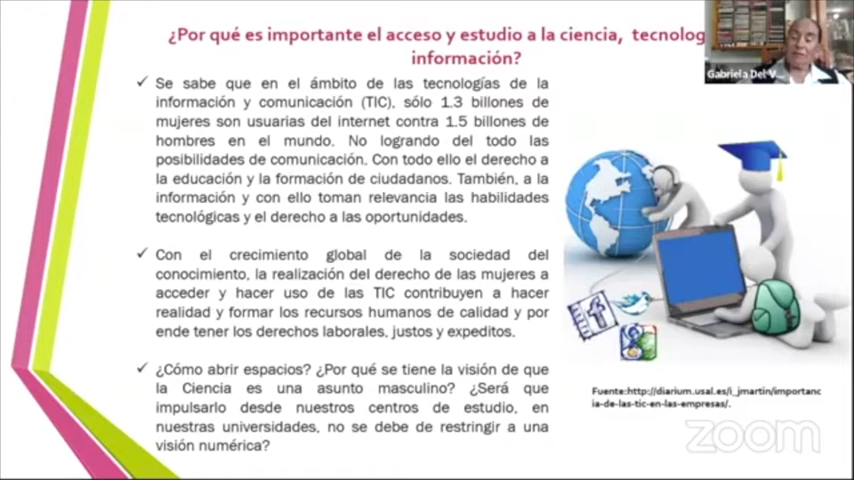 ¿Por qué es importante el acceso y estudio a la ciencia, tecnolog
información?
✓ Se sabe que en el ámbito de las tecnologías de la
información y comunicación (TIC), sólo 1.3 billones de
mujeres son usuarias del internet contra 1.5 billones de
hombres en el mundo. No logrando del todo las
posibilidades de comunicación. Con todo ello el derecho a
la educación y la formación de ciudadanos. También, a la
información y con ello toman relevancia las habilidades
tecnológicas y el derecho a las oportunidades.
✓ Con el crecimiento global de la sociedad del
conocimiento, la realización del derecho de las mujeres a
acceder y hacer uso de las TIC contribuyen a hacer
realidad y formar los recursos humanos de calidad y por
ende tener los derechos laborales, justos y expeditos.
✓ ¿Cómo abrir espacios? ¿Por qué se tiene la visión de que
la Ciencia es una asunto masculino? ¿Será que
impulsarlo desde nuestros centros de estudio, en
nuestras universidades, no se debe de restringir a una
visión numérica?
Gabriela Del V...
Fuente:http://diarium.usal.es/i_jmartin/importanc
ia-de-las-tic-en-las-empresas/.
zoom